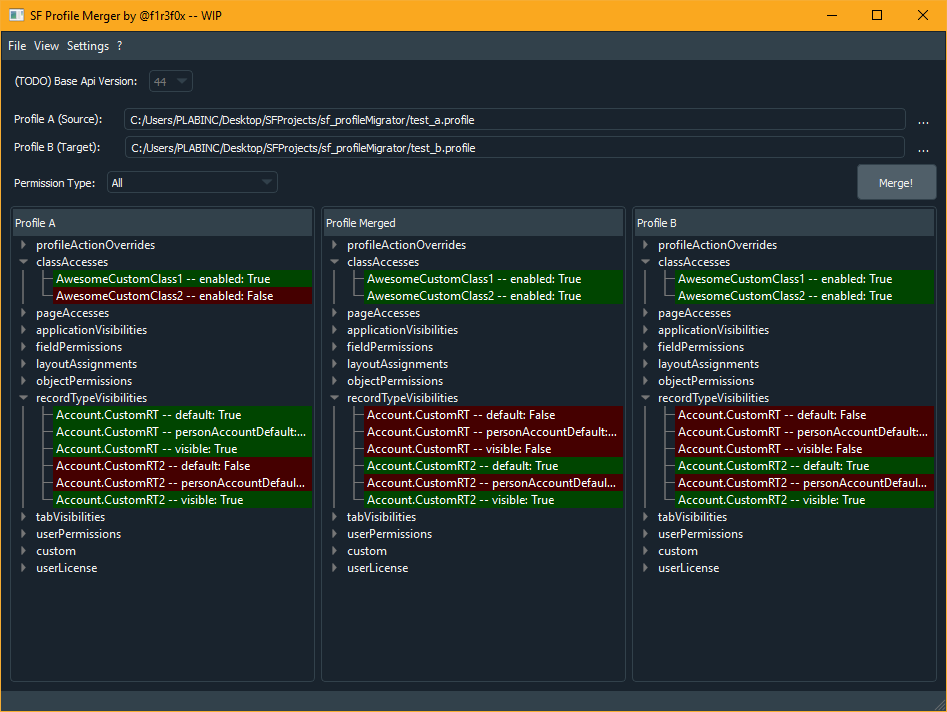 SF Profile Merger by @f1r3f0x -- WIP
File View Settings ?
(TODO) Base Api Version: 44
Profile A (Source): C:/Users/PLABINC/Desktop/SFProjects/sf_profileMigrator/test_a.profile ...
Profile B (Target): C:/Users/PLABINC/Desktop/SFProjects/sf_profileMigrator/test_b.profile ...
Permission Type: All
Merge!
Profile A
profileActionOverrides
classAccesses
AwesomeCustomClass1 -- enabled: True
AwesomeCustomClass2 -- enabled: False
pageAccesses
applicationVisibilities
fieldPermissions
layoutAssignments
objectPermissions
recordTypeVisibilities
Account.CustomRT -- default: True
Account.CustomRT -- personAccountDefault:...
Account.CustomRT -- visible: True
Account.CustomRT2 -- default: False
Account.CustomRT2 -- personAccountDefaul...
Account.CustomRT2 -- visible: True
tabVisibilities
userPermissions
custom
userLicense
Profile Merged
profileActionOverrides
classAccesses
AwesomeCustomClass1 -- enabled: True
AwesomeCustomClass2 -- enabled: True
pageAccesses
applicationVisibilities
fieldPermissions
layoutAssignments
objectPermissions
recordTypeVisibilities
Account.CustomRT -- default: False
Account.CustomRT -- personAccountDefault:...
Account.CustomRT -- visible: False
Account.CustomRT2 -- default: True
Account.CustomRT2 -- personAccountDefaul...
Account.CustomRT2 -- visible: True
tabVisibilities
userPermissions
custom
userLicense
Profile B
profileActionOverrides
classAccesses
AwesomeCustomClass1 -- enabled: True
AwesomeCustomClass2 -- enabled: True
pageAccesses
applicationVisibilities
fieldPermissions
layoutAssignments
objectPermissions
recordTypeVisibilities
Account.CustomRT -- default: False
Account.CustomRT -- personAccountDefault:...
Account.CustomRT -- visible: False
Account.CustomRT2 -- default: True
Account.CustomRT2 -- personAccountDefaul...
Account.CustomRT2 -- visible: True
tabVisibilities
userPermissions
custom
userLicense